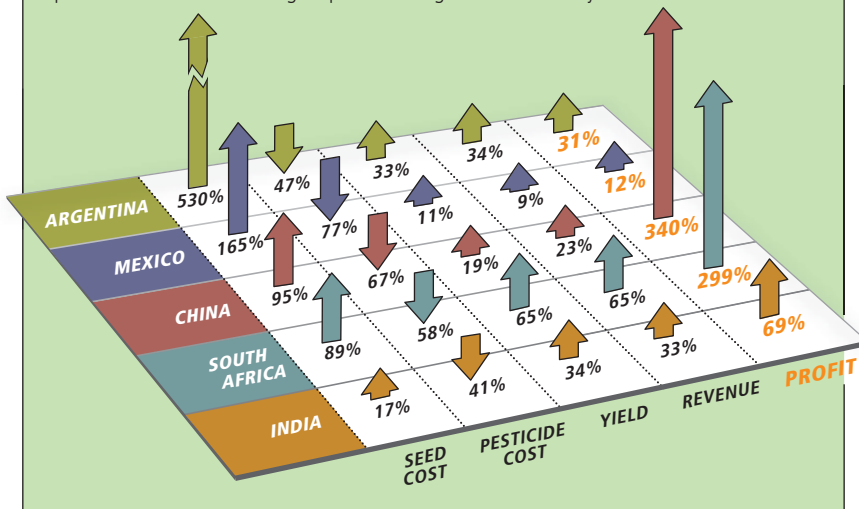 ARGENTINA
530%
47%
33%
34%
31%
MEXICO
165%
77%
11%
9%
12%
CHINA
95%
67%
19%
23%
340%
SOUTH
AFRICA
89%
58%
65%
65%
299%
INDIA
17%
41%
34%
33%
69%
SEED
COST
PESTICIDE
COST
YIELD
REVENUE
PROFIT